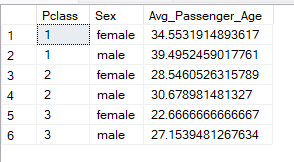 Pclass Sex Avg_Passenger_Age
1 1 female 34.5531914893617
2 1 male 39.4952459017761
3 2 female 28.5460526315789
4 2 male 30.678981481327
5 3 female 22.6666666666667
6 3 male 27.1539481267634